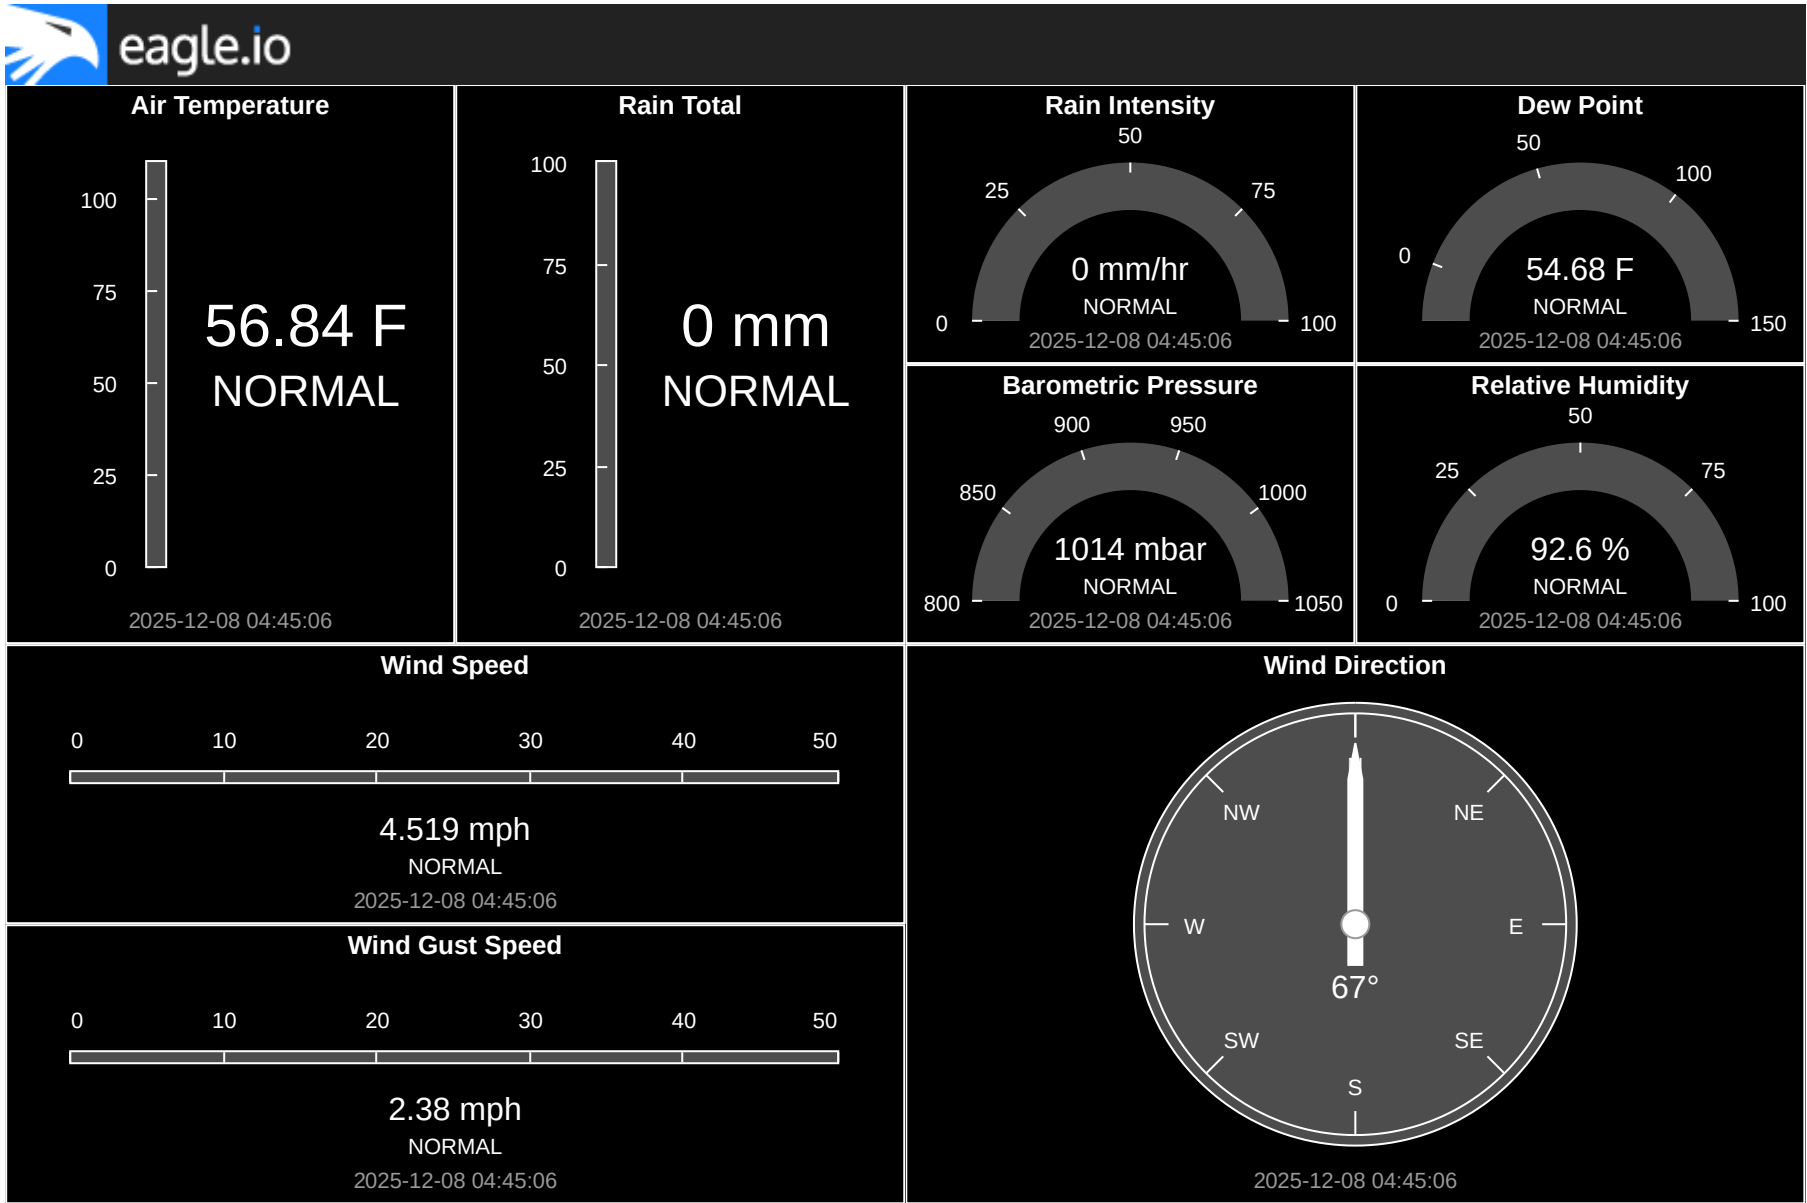 eagle.io
Air Temperature
100
75
50
25
0
56.84 F
NORMAL
2025-12-08 04:45:06
Rain Total
100
75
50
25
0
0 mm
NORMAL
2025-12-08 04:45:06
Rain Intensity
50
25
75
0
100
0 mm/hr
NORMAL
2025-12-08 04:45:06
Dew Point
50
100
0
150
54.68 F
NORMAL
2025-12-08 04:45:06
Barometric Pressure
900
950
850
1000
800
1050
1014 mbar
NORMAL
2025-12-08 04:45:06
Relative Humidity
50
25
75
0
100
92.6 %
NORMAL
2025-12-08 04:45:06
Wind Speed
0 10 20 30 40 50
4.519 mph
NORMAL
2025-12-08 04:45:06
Wind Gust Speed
0 10 20 30 40 50
2.38 mph
NORMAL
2025-12-08 04:45:06
Wind Direction
NW NE
W E
67°
SW SE
S
2025-12-08 04:45:06